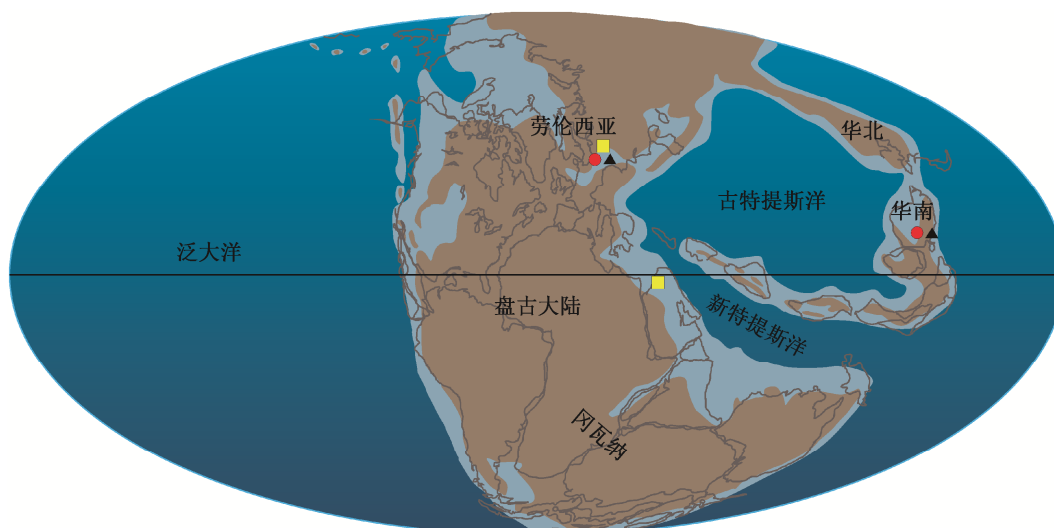 劳伦西亚
华北
古特提斯洋
华南
泛大洋
盘古大陆
新特提斯洋
冈瓦纳